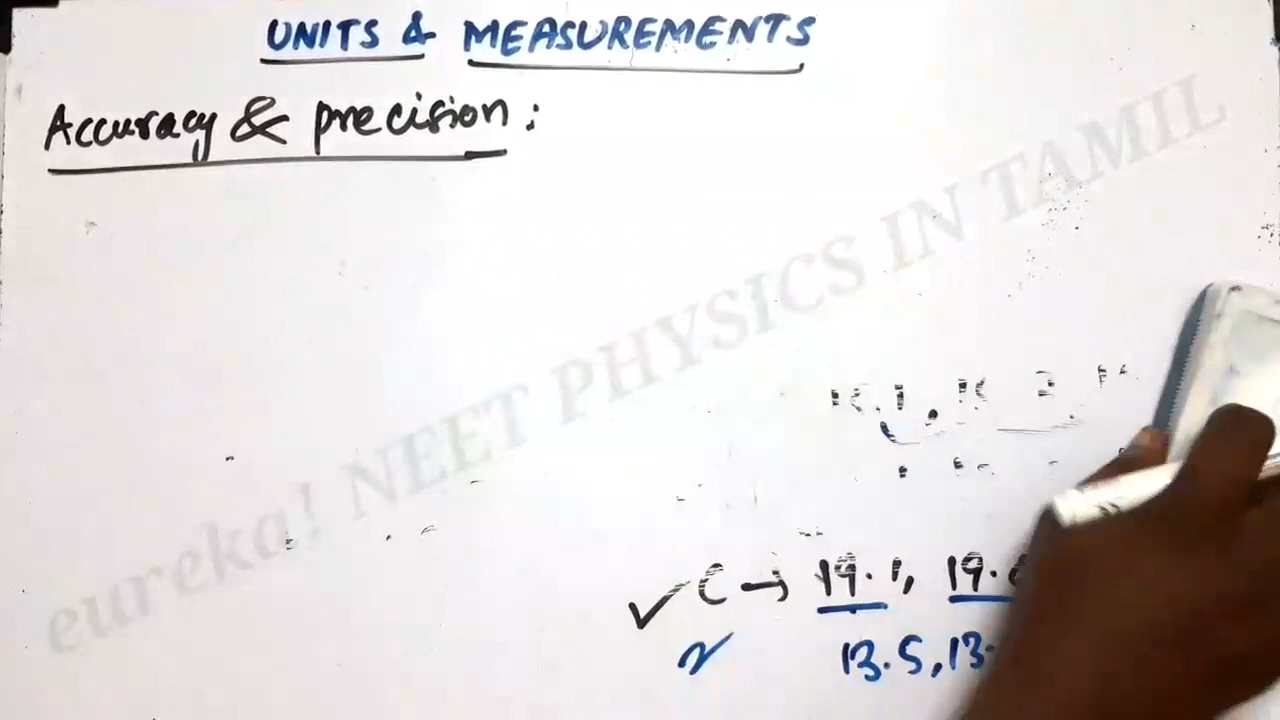 UNITS & MEASUREMENTS
Accuracy & precision :
eureka! NEET PHYSICS IN TAMIL
✓ C → 19.1, 19.
13.5, 13.